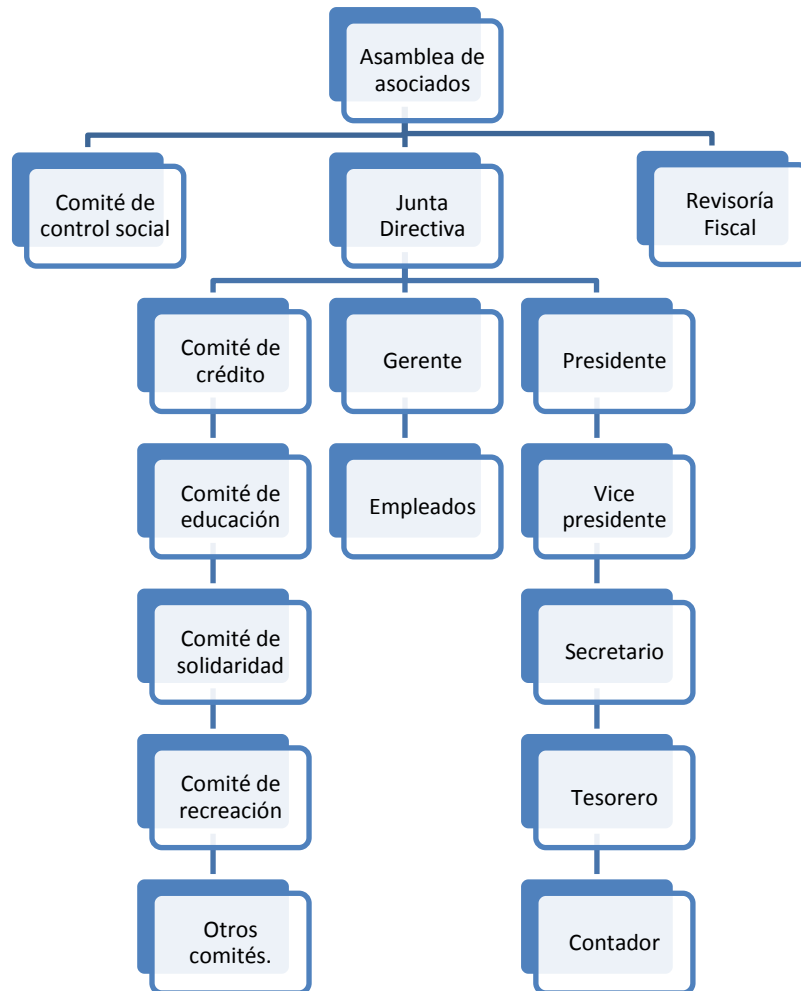 Asamblea de
asociados
Comité de
control social
Junta
Directiva
Revisoría
Fiscal
Comité de
crédito
Gerente
Presidente
Comité de
educación
Empleados
Vice
presidente
Comité de
solidaridad
Secretario
Comité de
recreación
Tesorero
Otros
comités.
Contador